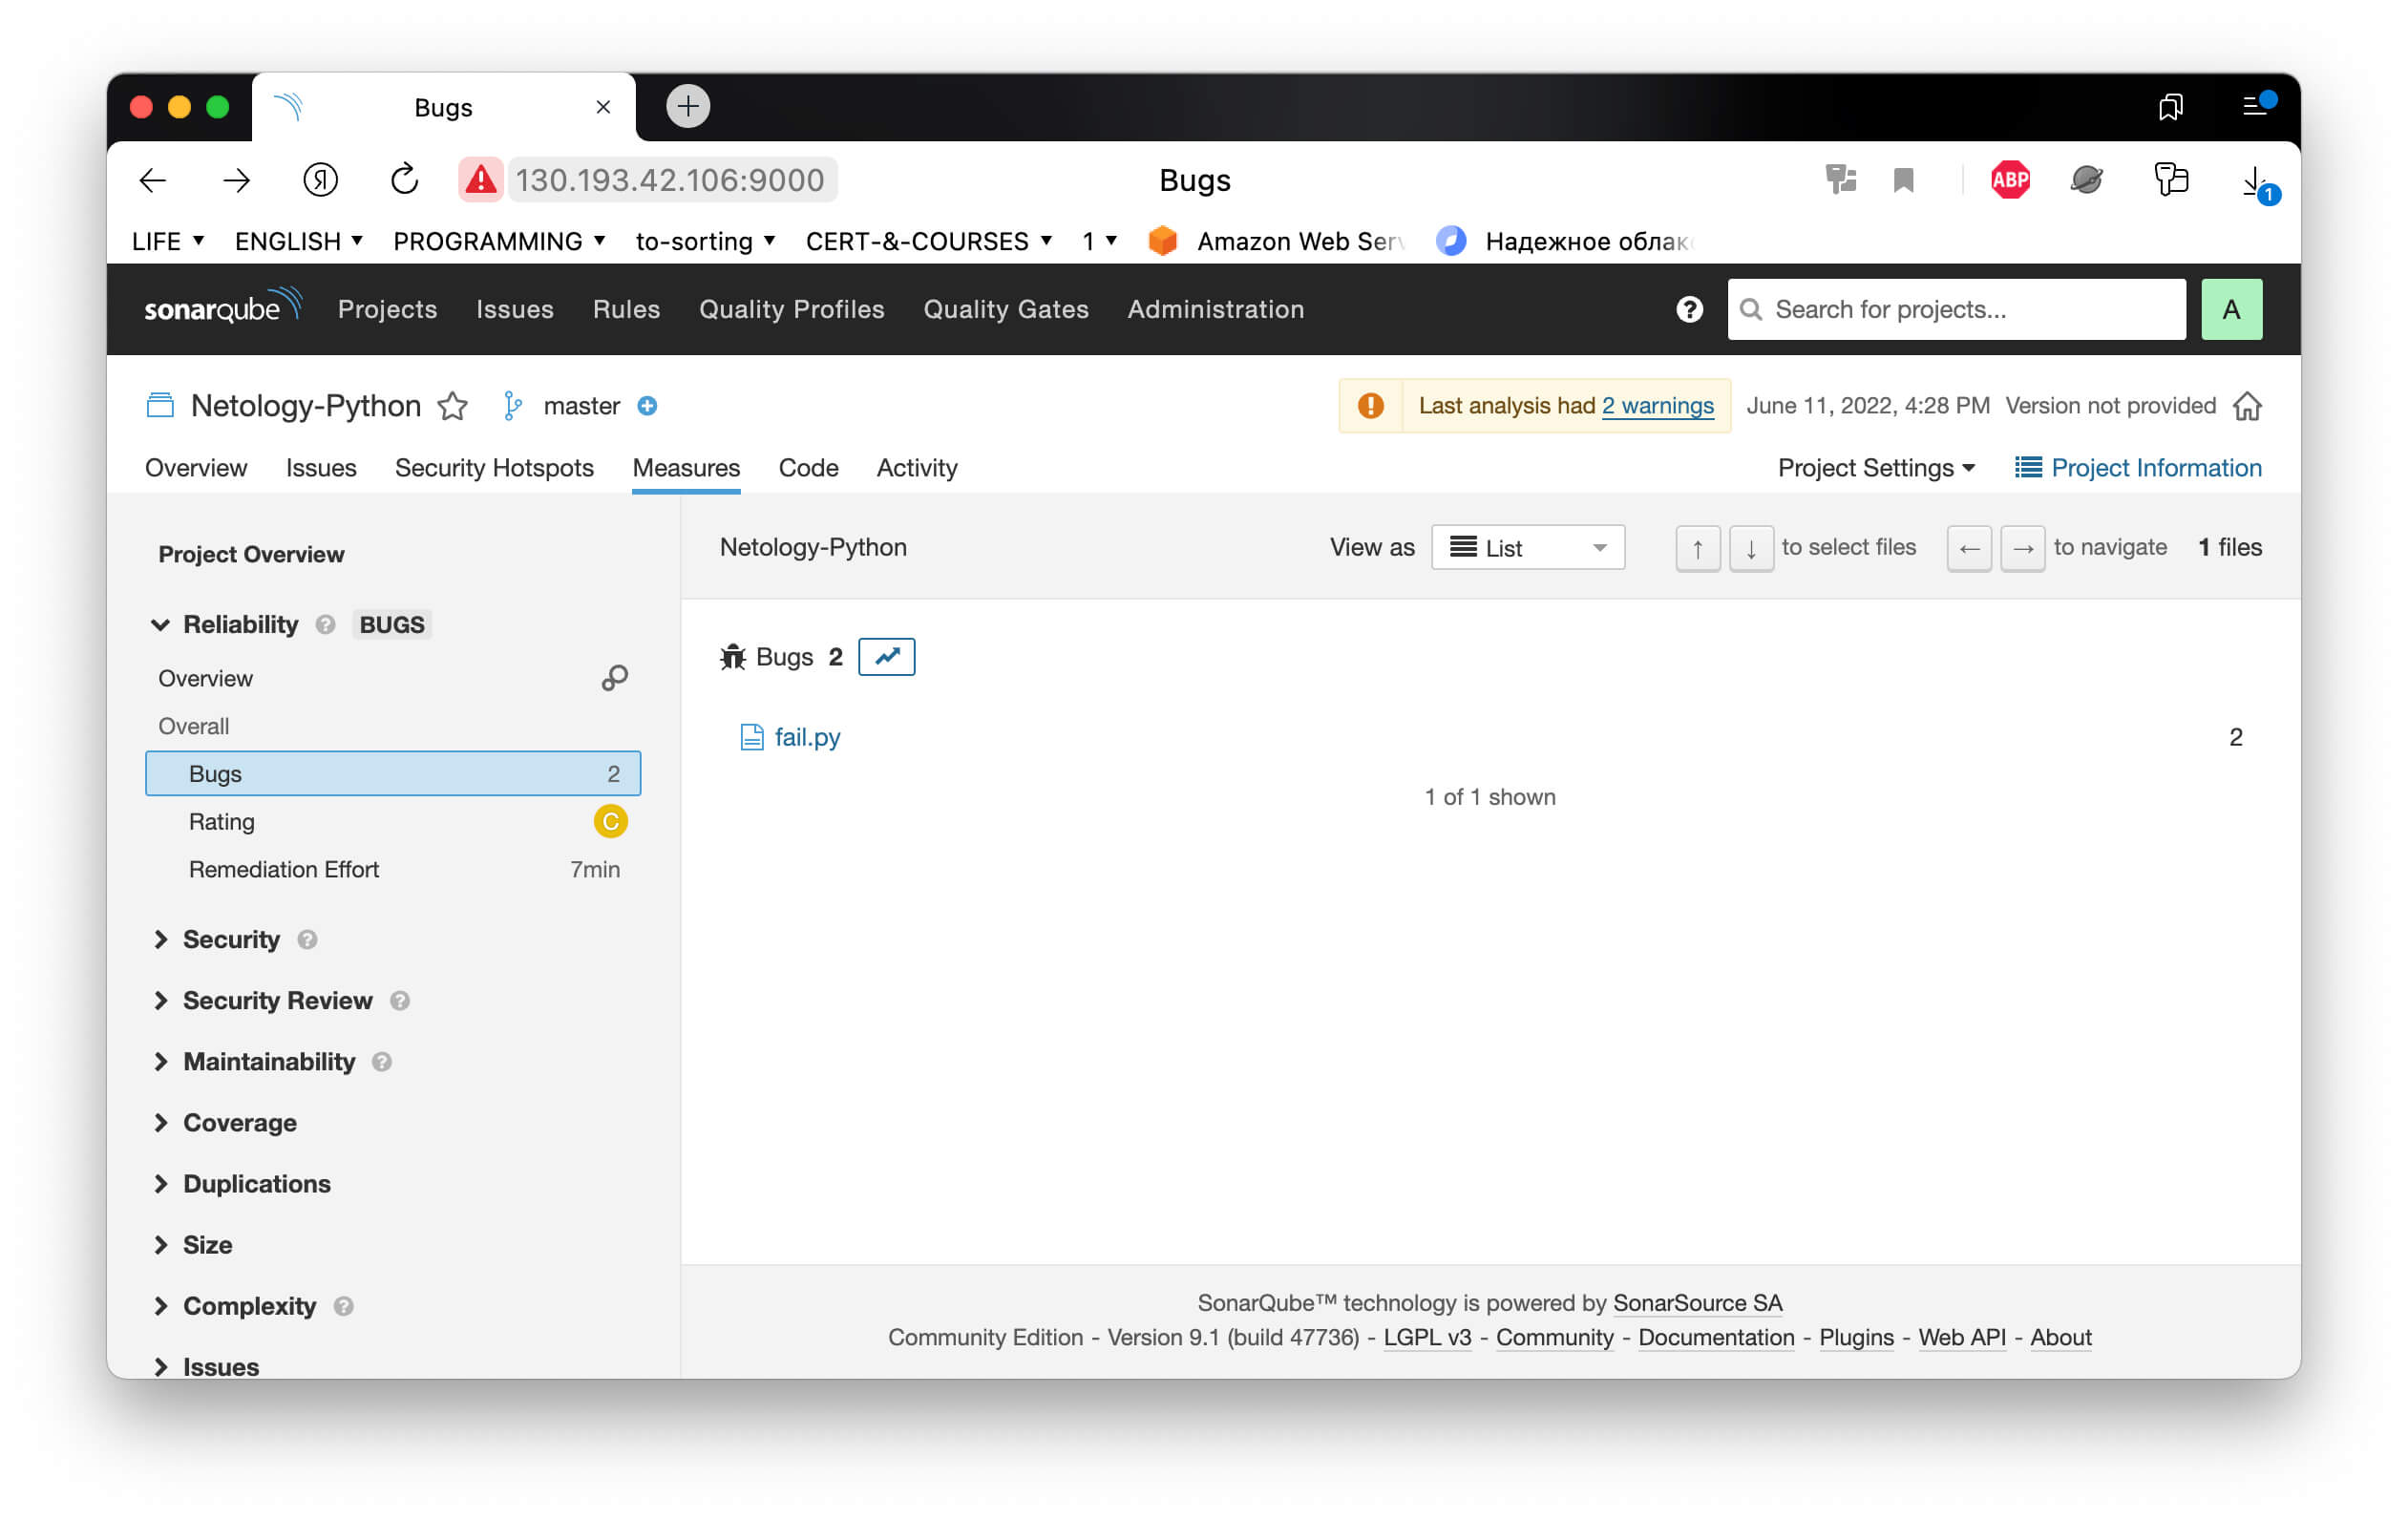 Bugs
130.193.42.106:9000
Bugs
ABP
1
LIFE ENGLISH PROGRAMMING to-sorting CERT-&-COURSES 1 Amazon Web Serv Надежное облако
sonarqube Projects Issues Rules Quality Profiles Quality Gates Administration Search for projects... A
Netology-Python master Last analysis had 2 warnings June 11, 2022, 4:28 PM Version not provided
Overview Issues Security Hotspots Measures Code Activity Project Settings Project Information
Project Overview
Reliability BUGS
Overview
Overall
Bugs 2
Rating C
Remediation Effort 7min
Security
Security Review
Maintainability
Coverage
Duplications
Size
Complexity
Issues
Netology-Python View as List ↑ ↓ to select files ← → to navigate 1 files
Bugs 2
fail.py 2
1 of 1 shown
SonarQube™ technology is powered by SonarSource SA
Community Edition - Version 9.1 (build 47736) - LGPL v3 - Community - Documentation - Plugins - Web API - About